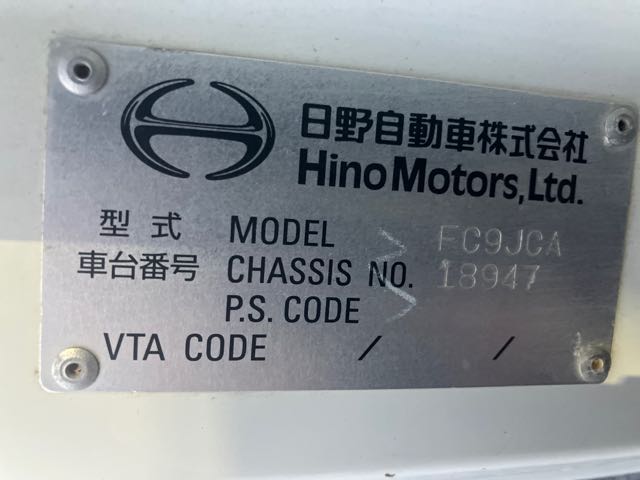 日野自動車株式会社
Hino Motors, Ltd.
型式 MODEL FC9JCA
車台番号 CHASSIS NO. 18947
P.S. CODE
VTA CODE / /